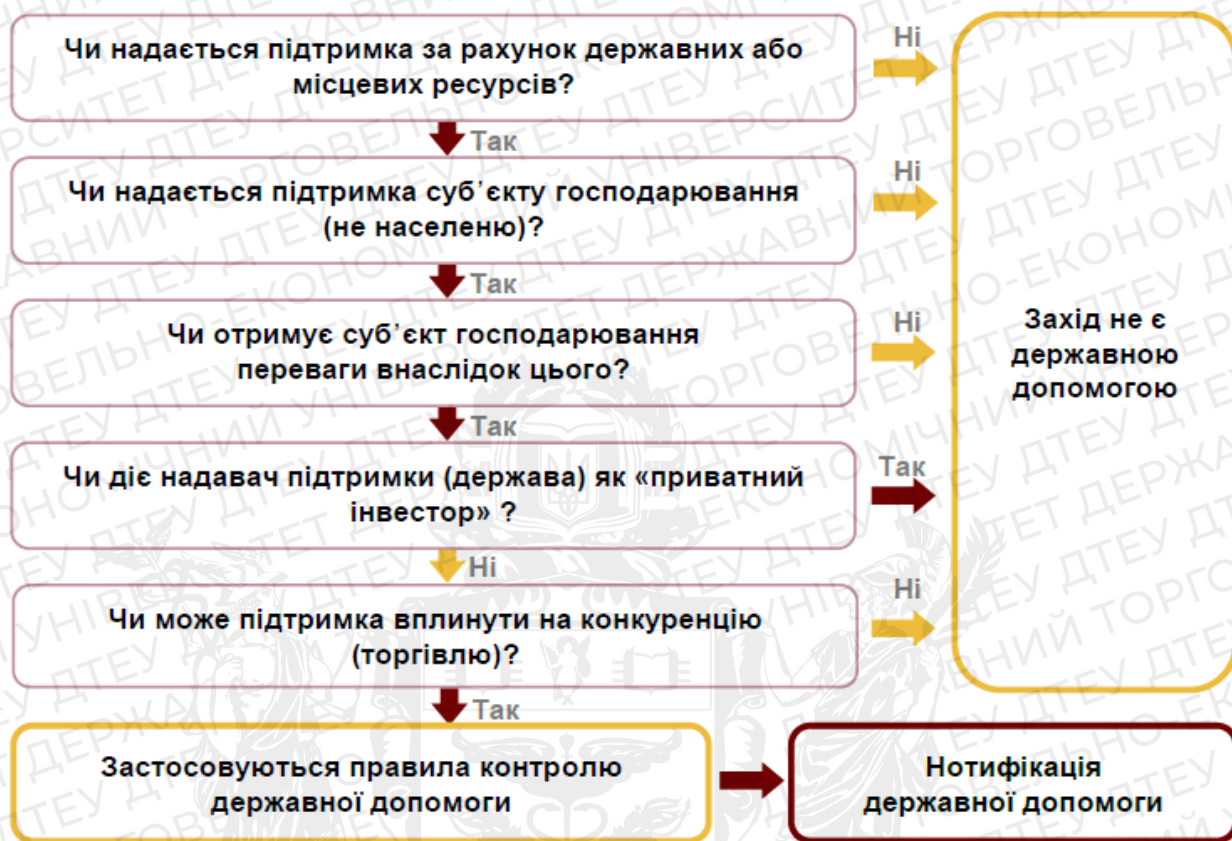 Чи надається підтримка за рахунок державних або
місцевих ресурсів?
Ні
Так
Чи надається підтримка суб’єкту господарювання
(не населеню)?
Ні
Так
Чи отримує суб’єкт господарювання
переваги внаслідок цього?
Ні
Захід не є
державною
допомогою
Так
Чи діє надавач підтримки (держава) як «приватний
інвестор» ?
Так
Ні
Чи може підтримка вплинути на конкуренцію
(торгівлю)?
Ні
Так
Застосовуються правила контролю
державної допомоги
Нотифікація
державної допомоги